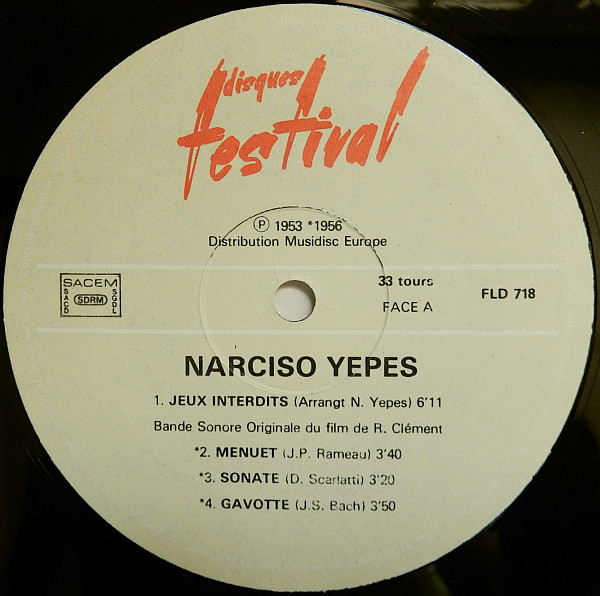 disques
festival
Ⓟ 1953 *1956
Distribution Musidisc Europe
SACEM
SACD
SDRM
SGDL
33 tours
FACE A
FLD 718
NARCISO YEPES
1. JEUX INTERDITS (Arrangt N. Yepes) 6'11
Bande Sonore Originale du film de R. Clément
*2. MENUET (J.P. Rameau) 3'40
*3. SONATE (D. Scarlatti) 3'20
*4. GAVOTTE (J.S. Bach) 3'50